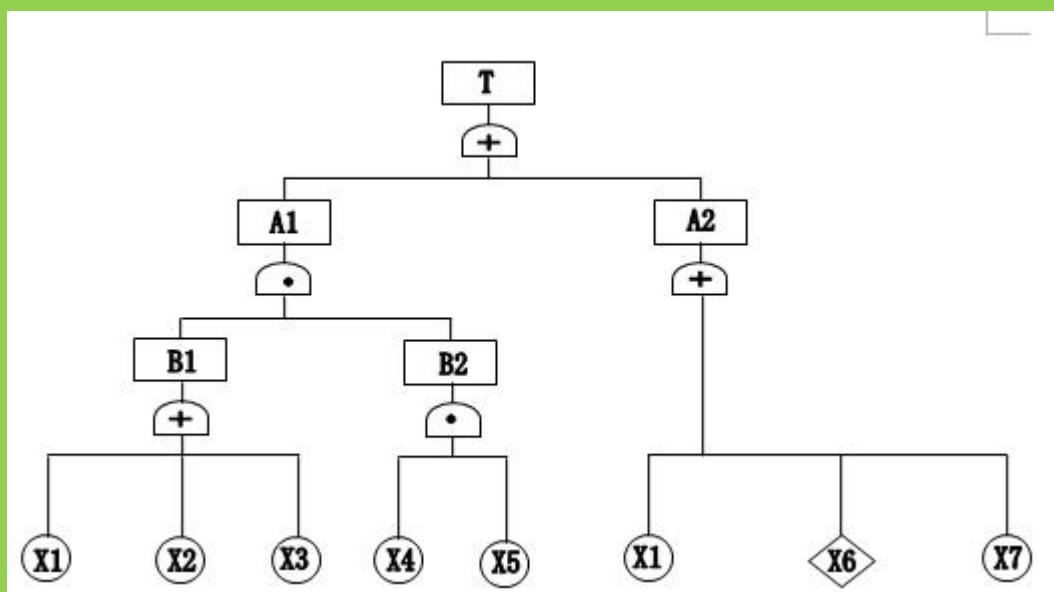 T
+
A1 A2
• +
B1 B2
+ •
X1 X2 X3 X4 X5 X1 X6 X7